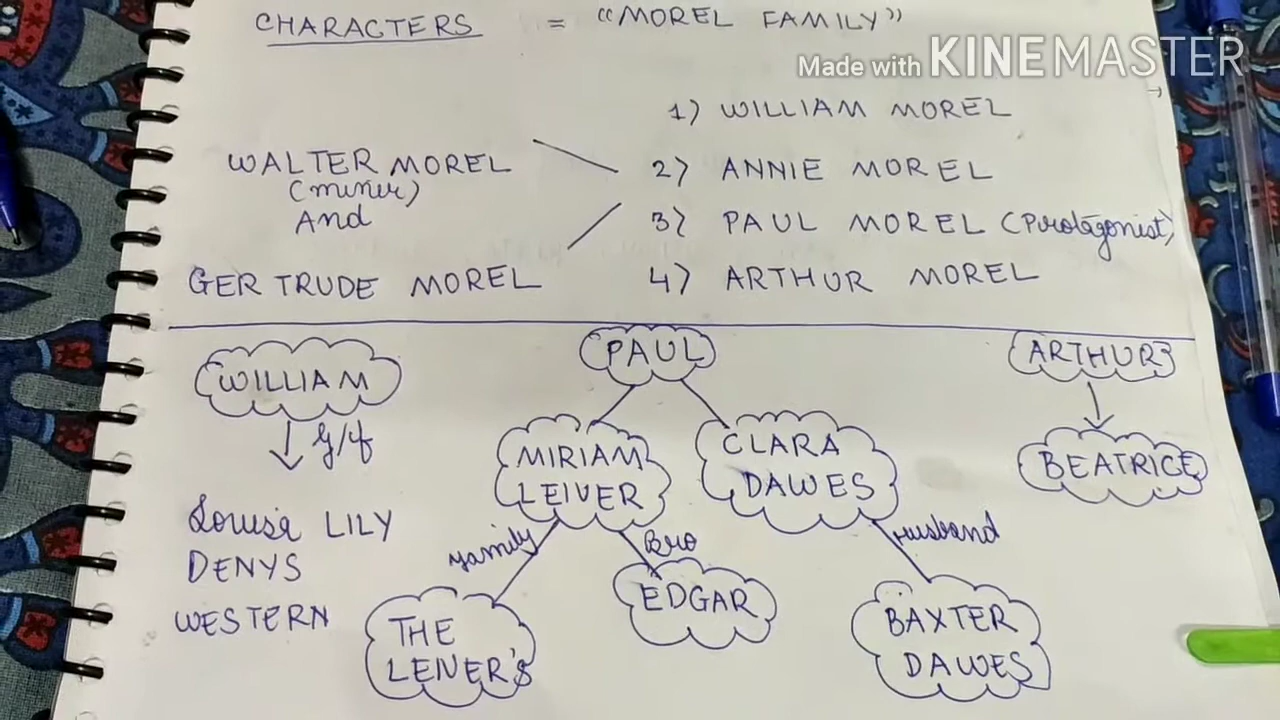 CHARACTERS = "MOREL FAMILY"
Made with KINEMASTER
1) WILLIAM MOREL
WALTER MOREL
(miner)
And
GERTRUDE MOREL
2) ANNIE MOREL
3) PAUL MOREL (Protagonist)
4) ARTHUR MOREL
WILLIAM
g/f
Louisa LILY
DENYS
WESTERN
PAUL
MIRIAM
LEIVER
family
THE
LEIVER'S
Bro
EDGAR
CLARA
DAWES
Husband
BAXTER
DAWES
ARTHUR
BEATRICE